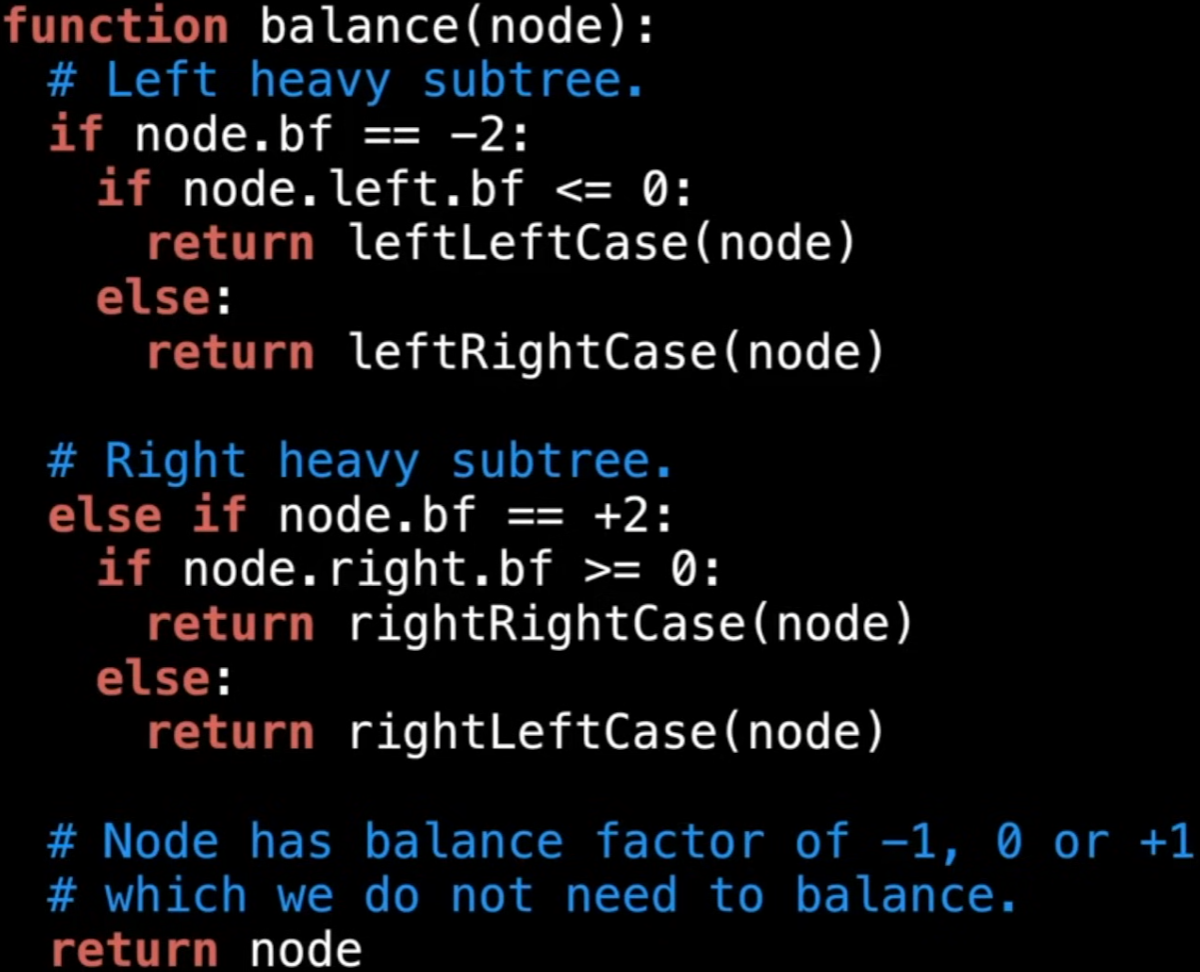 function balance(node):
  # Left heavy subtree.
  if node.bf == −2:
    if node.left.bf <= 0:
      return leftLeftCase(node)
    else:
      return leftRightCase(node)

  # Right heavy subtree.
  else if node.bf == +2:
    if node.right.bf >= 0:
      return rightRightCase(node)
    else:
      return rightLeftCase(node)

  # Node has balance factor of −1, 0 or +1
  # which we do not need to balance.
  return node